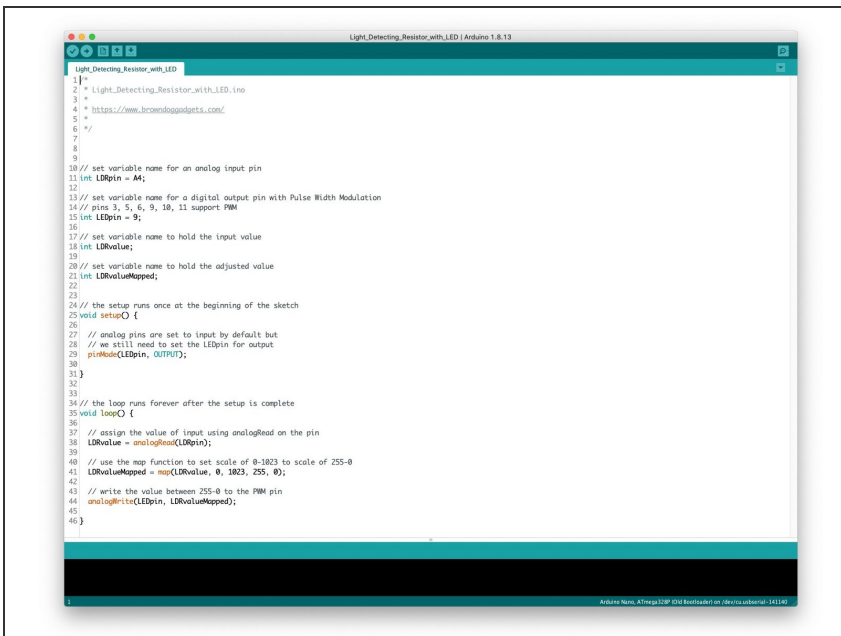 Light_Detecting_Resistor_with_LED | Arduino 1.8.13
Light_Detecting_Resistor_with_LED
1 /*
2  * Light_Detecting_Resistor_with_LED.ino
3  *
4  * https://www.browndoggadgets.com/
5  *
6  */
7
8
9
10 // set variable name for an analog input pin
11 int LDRpin = A4;
12
13 // set variable name for a digital output pin with Pulse Width Modulation
14 // pins 3, 5, 6, 9, 10, 11 support PWM
15 int LEDpin = 9;
16
17 // set variable name to hold the input value
18 int LDRvalue;
19
20 // set variable name to hold the adjusted value
21 int LDRvalueMapped;
22
23
24 // the setup runs once at the beginning of the sketch
25 void setup() {
26
27   // analog pins are set to input by default but
28   // we still need to set the LEDpin for output
29   pinMode(LEDpin, OUTPUT);
30
31 }
32
33
34 // the loop runs forever after the setup is complete
35 void loop() {
36
37   // assign the value of input using analogRead on the pin
38   LDRvalue = analogRead(LDRpin);
39
40   // use the map function to set scale of 0-1023 to scale of 255-0
41   LDRvalueMapped = map(LDRvalue, 0, 1023, 255, 0);
42
43   // write the value between 255-0 to the PWM pin
44   analogWrite(LEDpin, LDRvalueMapped);
45
46 }
1
Arduino Nano, ATmega328P (Old Bootloader) on /dev/cu.usbserial-141140